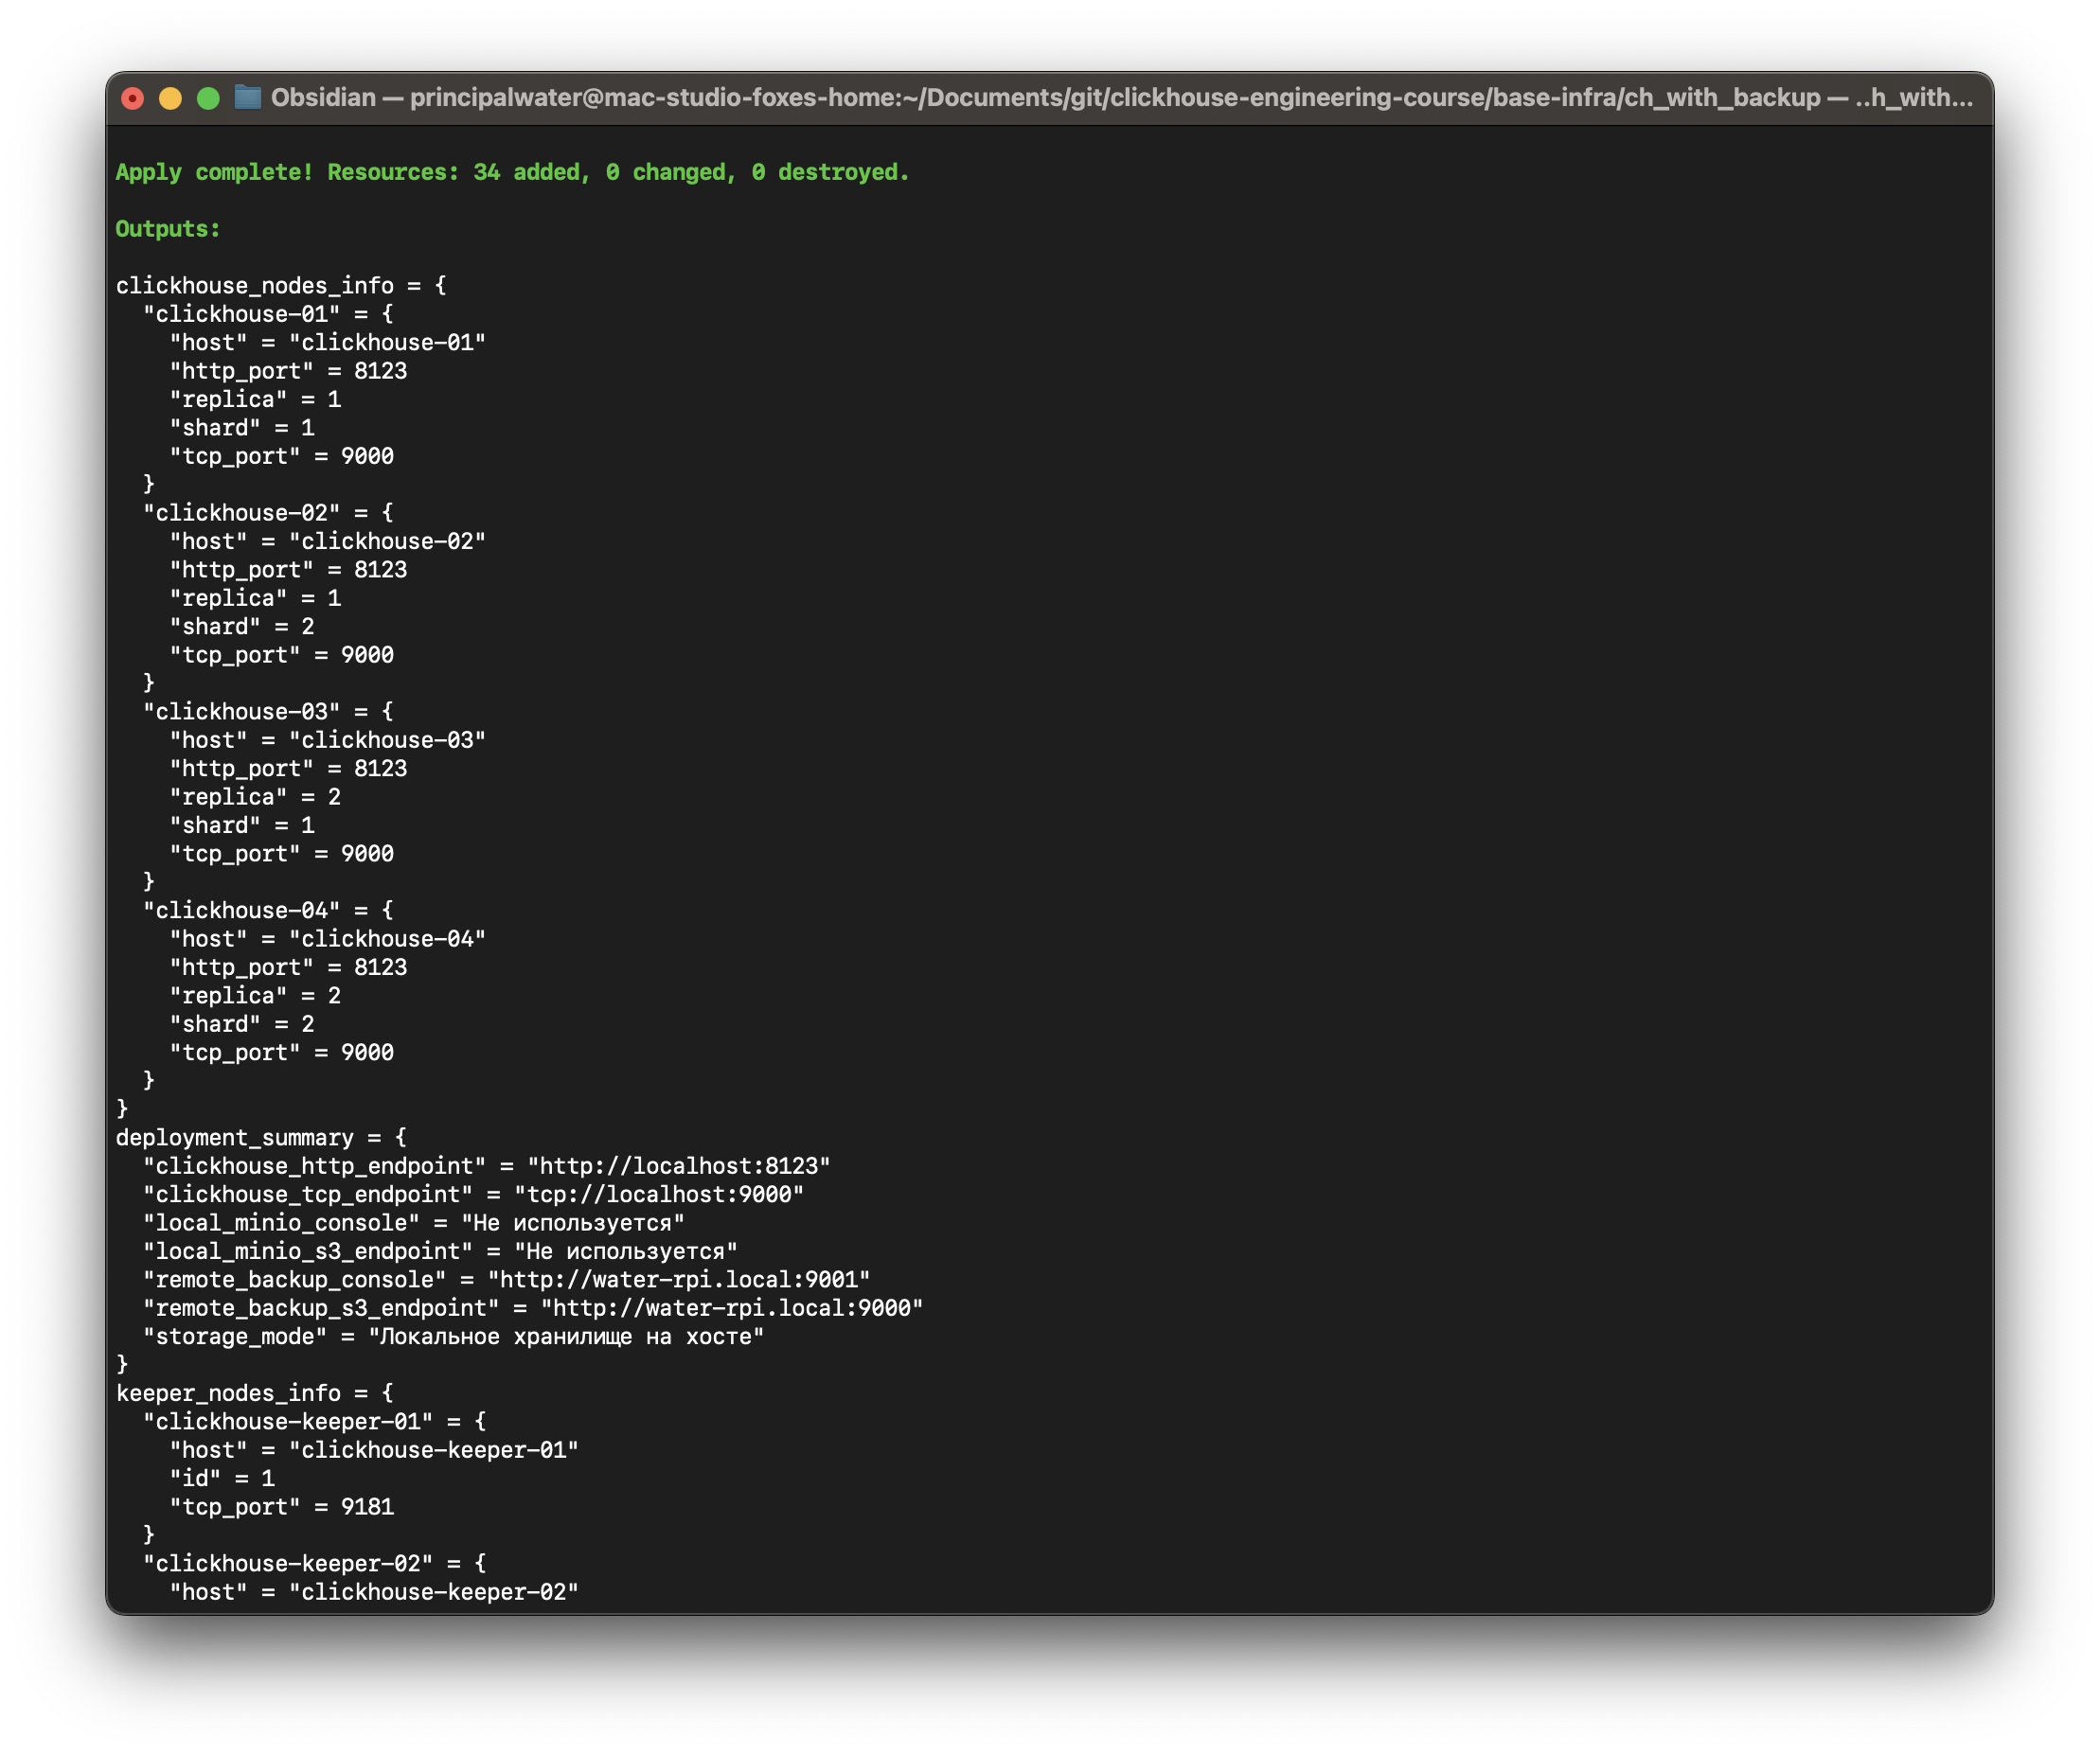 Obsidian — principalwater@mac-studio-foxes-home:~/Documents/git/clickhouse-engineering-course/base-infra/ch_with_backup — ..h_with...
Apply complete! Resources: 34 added, 0 changed, 0 destroyed.
Outputs:
clickhouse_nodes_info = {
  "clickhouse-01" = {
    "host" = "clickhouse-01"
    "http_port" = 8123
    "replica" = 1
    "shard" = 1
    "tcp_port" = 9000
  }
  "clickhouse-02" = {
    "host" = "clickhouse-02"
    "http_port" = 8123
    "replica" = 1
    "shard" = 2
    "tcp_port" = 9000
  }
  "clickhouse-03" = {
    "host" = "clickhouse-03"
    "http_port" = 8123
    "replica" = 2
    "shard" = 1
    "tcp_port" = 9000
  }
  "clickhouse-04" = {
    "host" = "clickhouse-04"
    "http_port" = 8123
    "replica" = 2
    "shard" = 2
    "tcp_port" = 9000
  }
}
deployment_summary = {
  "clickhouse_http_endpoint" = "http://localhost:8123"
  "clickhouse_tcp_endpoint" = "tcp://localhost:9000"
  "local_minio_console" = "Не используется"
  "local_minio_s3_endpoint" = "Не используется"
  "remote_backup_console" = "http://water-rpi.local:9001"
  "remote_backup_s3_endpoint" = "http://water-rpi.local:9000"
  "storage_mode" = "Локальное хранилище на хосте"
}
keeper_nodes_info = {
  "clickhouse-keeper-01" = {
    "host" = "clickhouse-keeper-01"
    "id" = 1
    "tcp_port" = 9181
  }
  "clickhouse-keeper-02" = {
    "host" = "clickhouse-keeper-02"